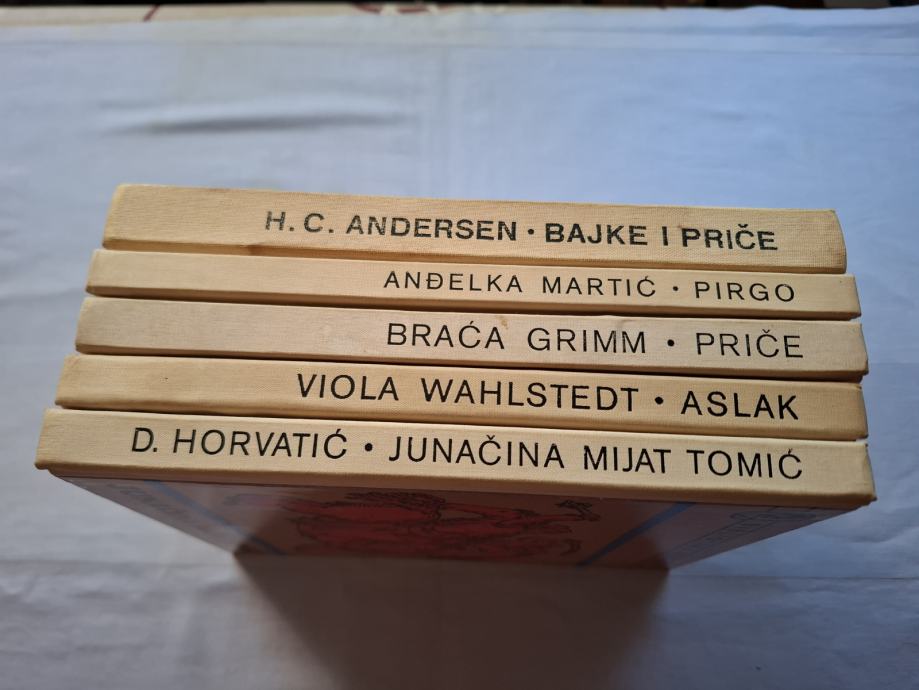 H. C. ANDERSEN • BAJKE I PRIČE
ANĐELKA MARTIĆ • PIRGO
BRAĆA GRIMM • PRIČE
VIOLA WAHLSTEDT • ASLAK
D. HORVATIĆ • JUNAČINA MIJAT TOMIĆ